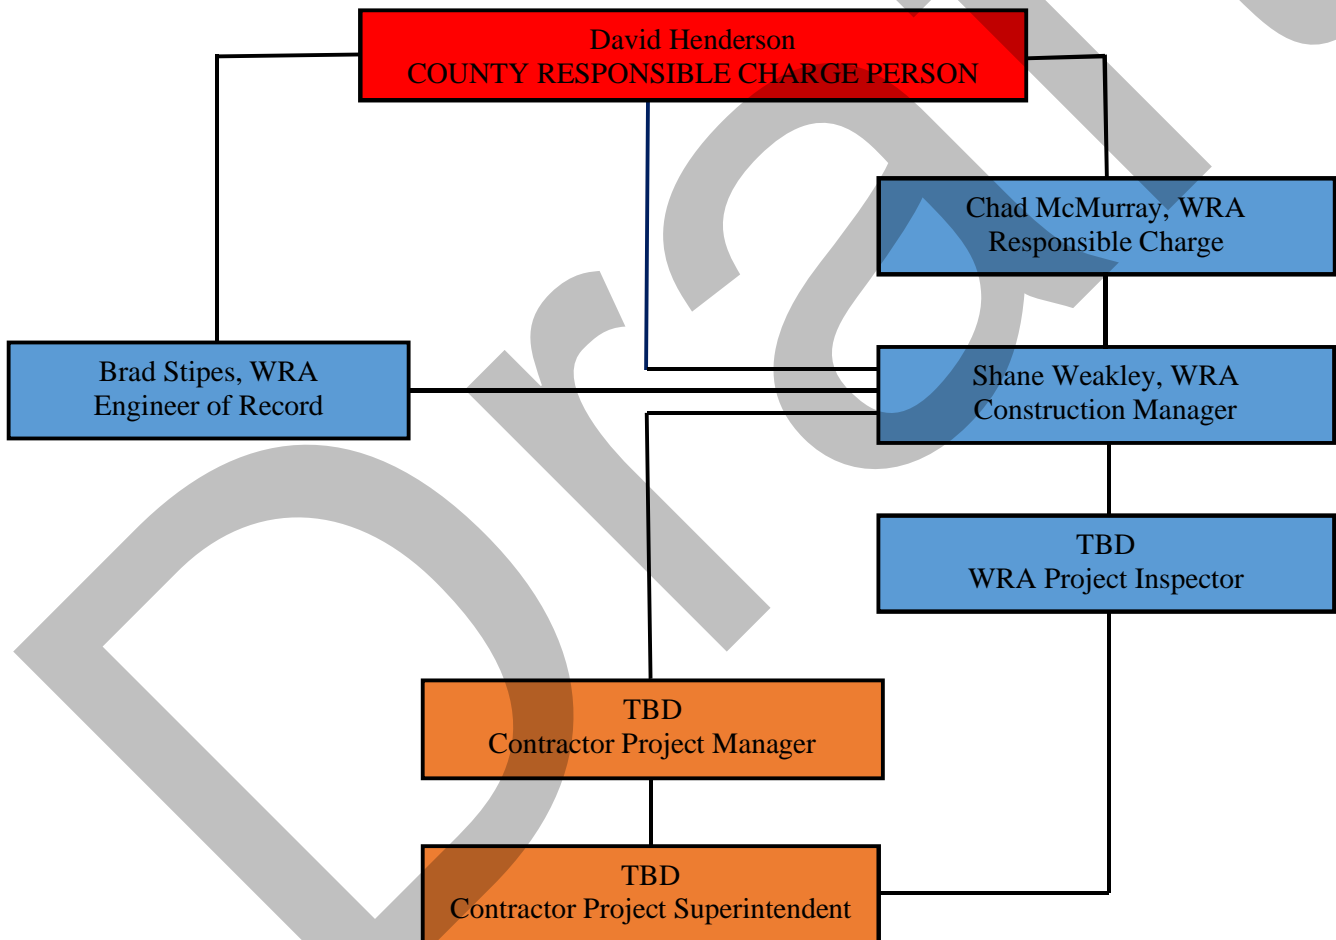 David Henderson
COUNTY RESPONSIBLE CHARGE PERSON
Chad McMurray, WRA
Responsible Charge
Brad Stipes, WRA
Engineer of Record
Shane Weakley, WRA
Construction Manager
TBD
WRA Project Inspector
TBD
Contractor Project Manager
TBD
Contractor Project Superintendent